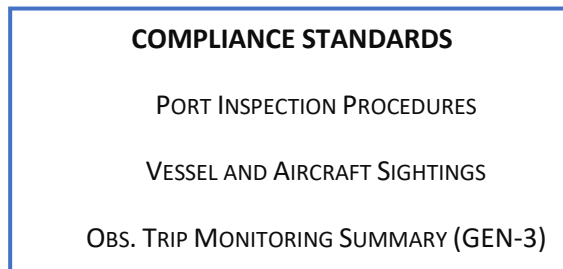 COMPLIANCE STANDARDS
PORT INSPECTION PROCEDURES
VESSEL AND AIRCRAFT SIGHTINGS
OBS. TRIP MONITORING SUMMARY (GEN-3)